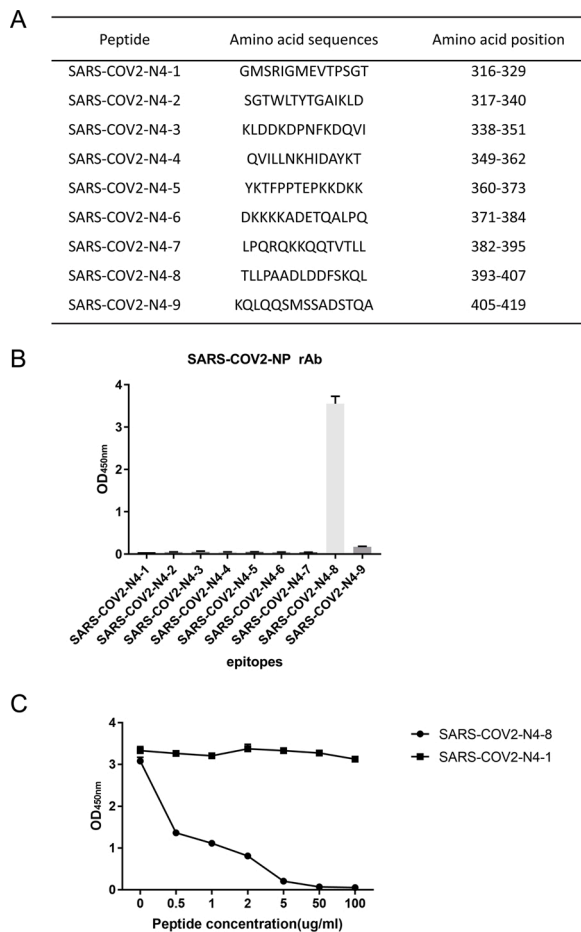 A
Peptide Amino acid sequences Amino acid position
SARS-COV2-N4-1 GMSRIGMEVTPSGT 316-329
SARS-COV2-N4-2 SGTWLTYTGAIKLD 317-340
SARS-COV2-N4-3 KLDDKDPNFKDQVI 338-351
SARS-COV2-N4-4 QVILLNKHIDAYKT 349-362
SARS-COV2-N4-5 YKTFPPTEPKKDKK 360-373
SARS-COV2-N4-6 DKKKKADETQALPQ 371-384
SARS-COV2-N4-7 LPQRQKKQQTVTLL 382-395
SARS-COV2-N4-8 TLLPAADLDDFSKQL 393-407
SARS-COV2-N4-9 KQLQQSMSSADSTQA 405-419
B
SARS-COV2-NP rAb
OD450nm
4
3
2
1
0
SARS-COV2-N4-1
SARS-COV2-N4-2
SARS-COV2-N4-3
SARS-COV2-N4-4
SARS-COV2-N4-5
SARS-COV2-N4-6
SARS-COV2-N4-7
SARS-COV2-N4-8
SARS-COV2-N4-9
epitopes
C
SARS-COV2-N4-8
SARS-COV2-N4-1
OD450nm
4
3
2
1
0
0 0.5 1 2 5 50 100
Peptide concentration(ug/ml)